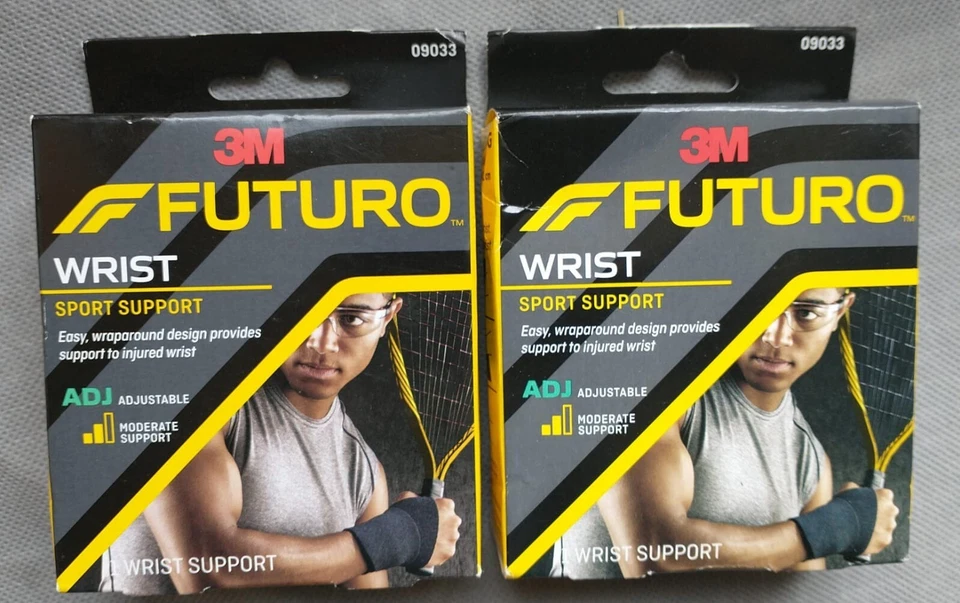 09033
3M
FUTURO™
WRIST
SPORT SUPPORT
Easy, wraparound design provides
support to injured wrist
ADJ ADJUSTABLE
MODERATE
SUPPORT
WRIST SUPPORT
09033
3M
FUTURO™
WRIST
SPORT SUPPORT
Easy, wraparound design provides
support to injured wrist
ADJ ADJUSTABLE
MODERATE
SUPPORT
WRIST SUPPORT